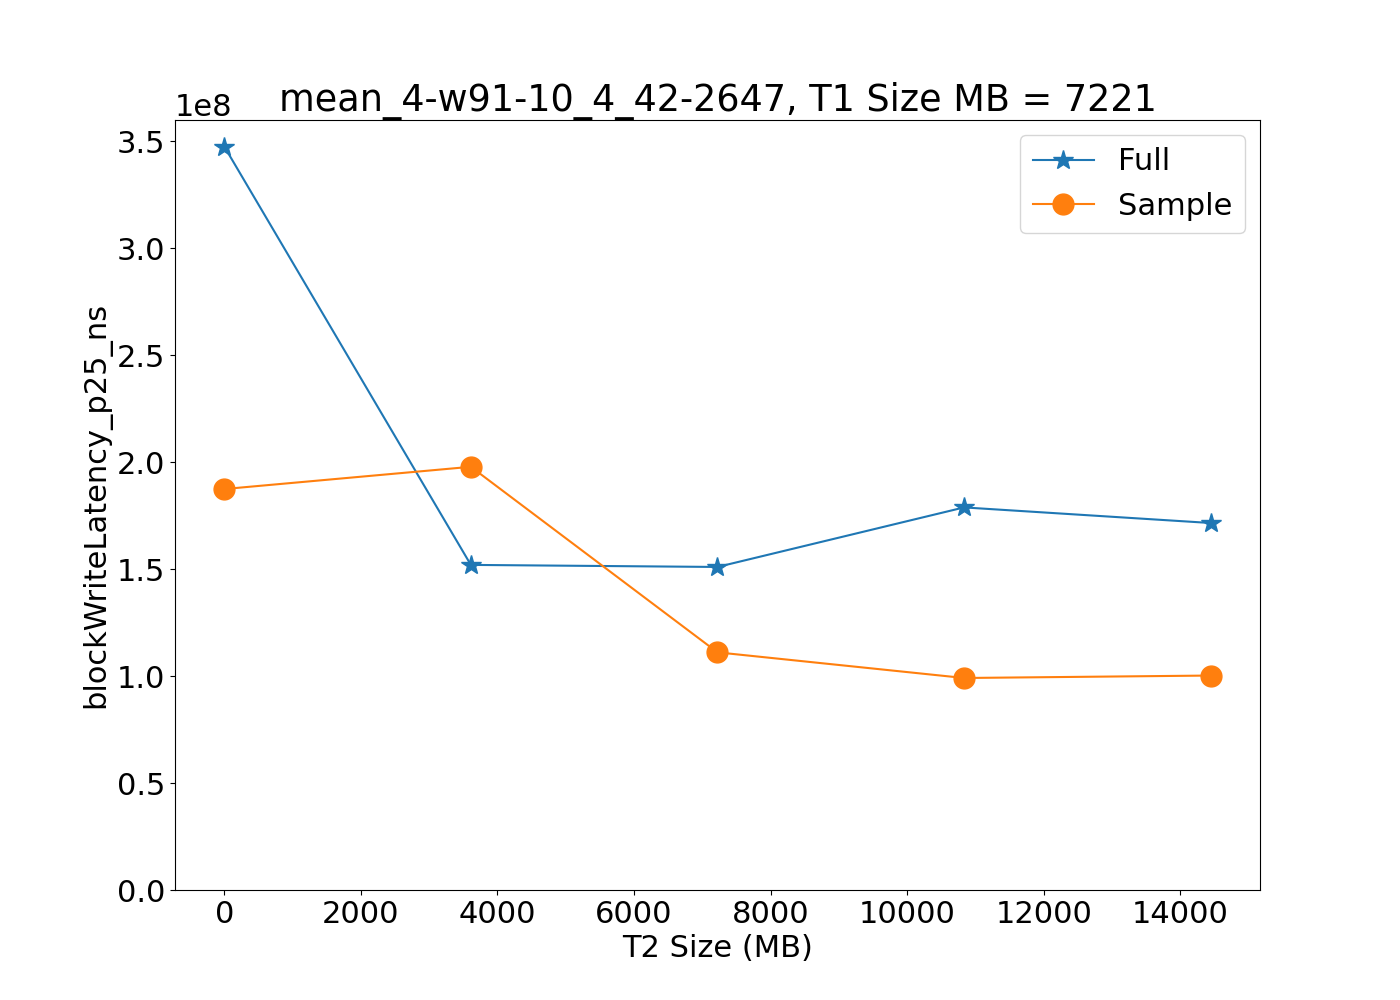 mean_4-w91-10_4_42-2647, T1 Size MB = 7221
1e8
3.5
3.0
2.5
2.0
1.5
1.0
0.5
0.0
blockWriteLatency_p25_ns
Full
Sample
0 2000 4000 6000 8000 10000 12000 14000
T2 Size (MB)